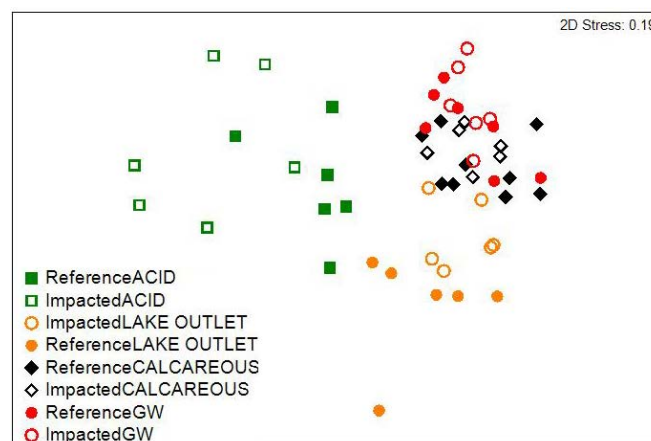 2D Stress: 0.19
ReferenceACID
ImpactedACID
ImpactedLAKE OUTLET
ReferenceLAKE OUTLET
ReferenceCALCAREOUS
ImpactedCALCAREOUS
ReferenceGW
ImpactedGW